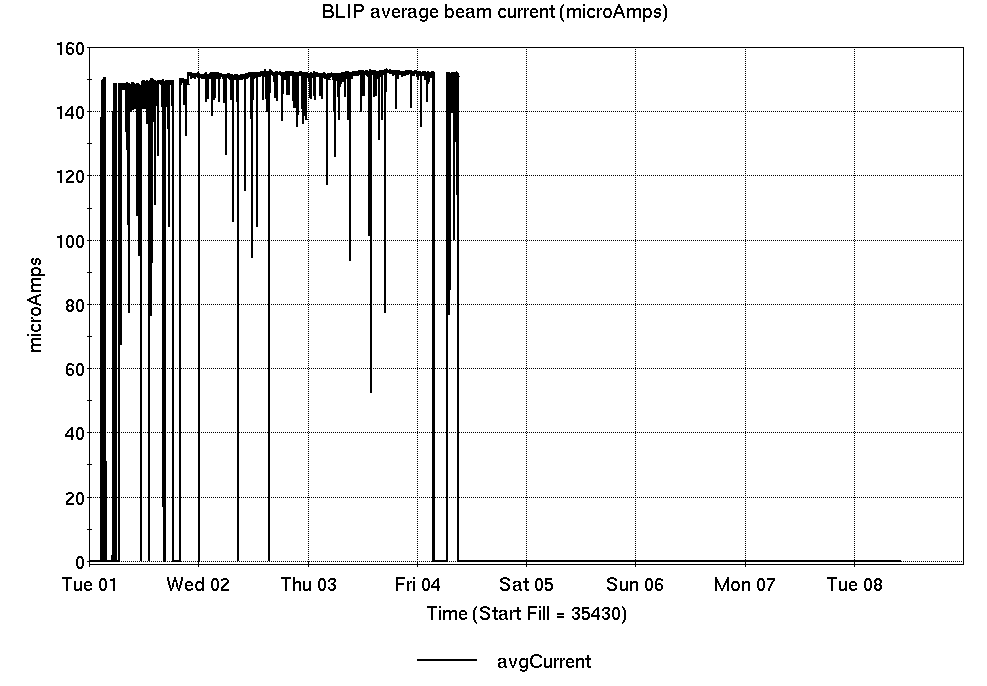 BLIP average beam current (microAmps)
160
140
120
100
80
60
40
20
0
microAmps
Tue 01 Wed 02 Thu 03 Fri 04 Sat 05 Sun 06 Mon 07 Tue 08
Time (Start Fill = 35430)
avgCurrent